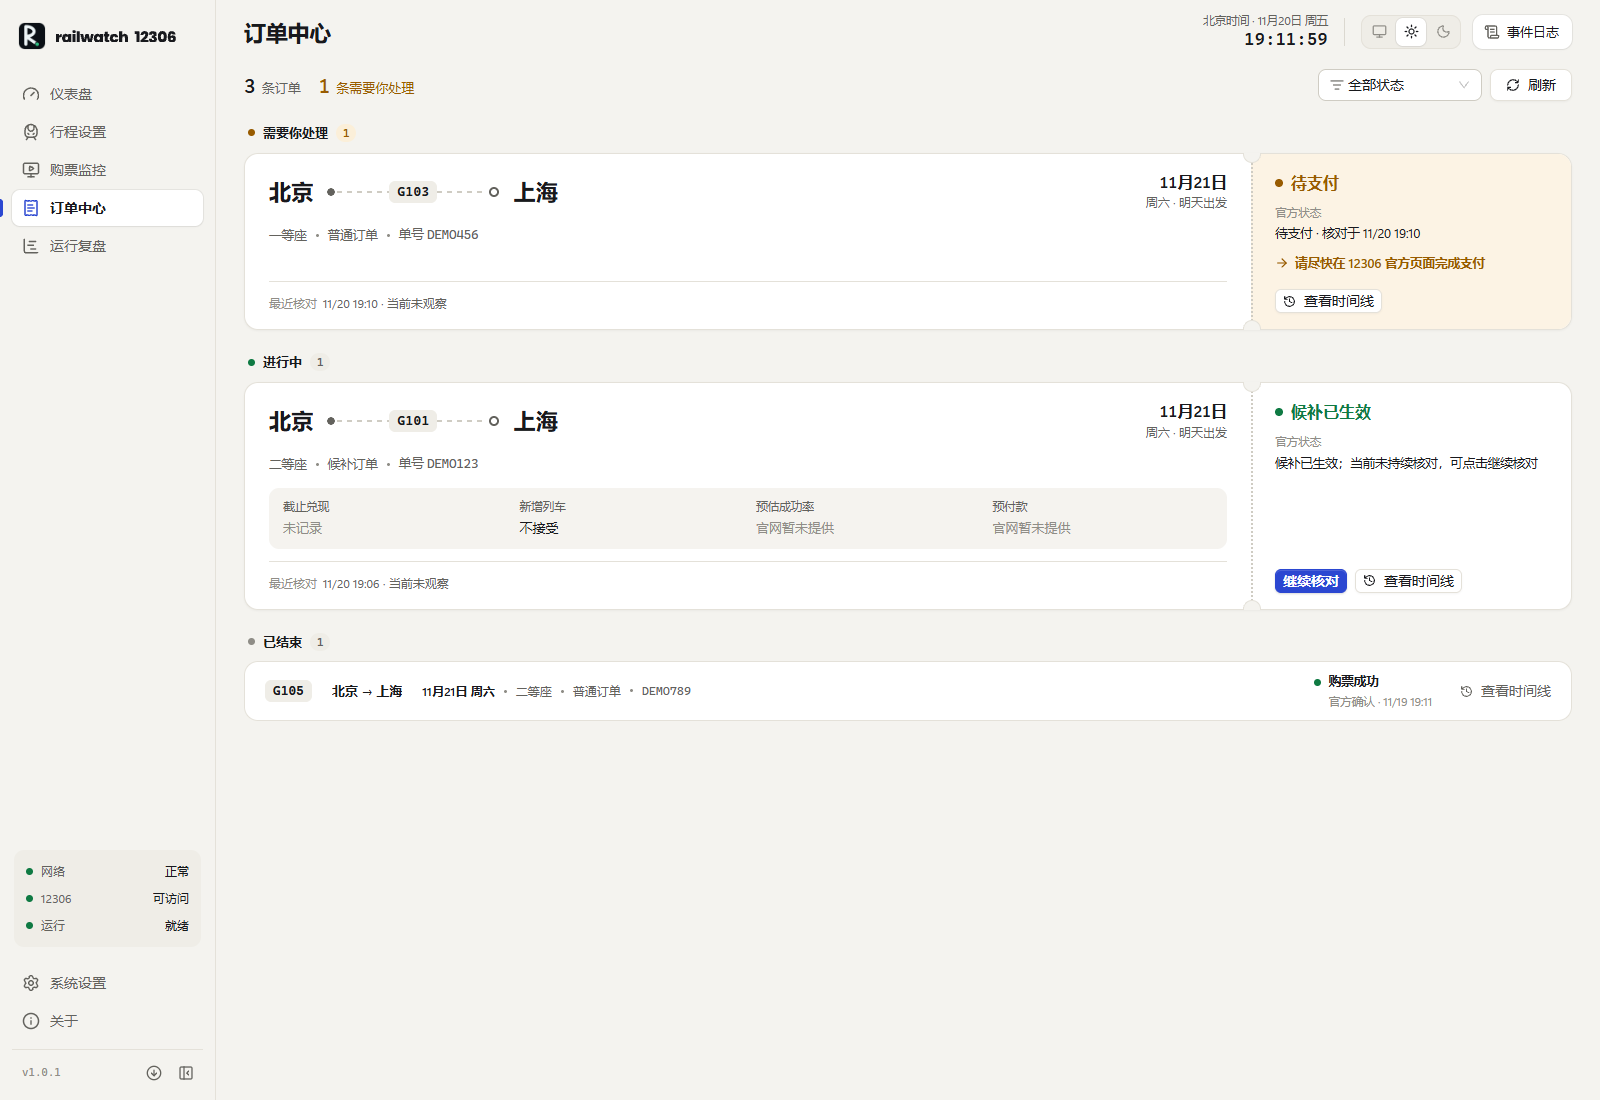 railwatch 12306
仪表盘
行程设置
购票监控
订单中心
运行复盘
网络 正常
12306 可访问
运行 就绪
系统设置
关于
v1.0.1
订单中心
北京时间 · 11月20日 周五
19:11:59
事件日志
3 条订单 1 条需要你处理
全部状态
刷新
需要你处理 1
北京 G103 上海
11月21日
周六 · 明天出发
一等座 • 普通订单 • 单号 DEMO456
最近核对 11/20 19:10 · 当前未观察
待支付
官方状态
待支付 · 核对于 11/20 19:10
→ 请尽快在 12306 官方页面完成支付
查看时间线
进行中 1
北京 G101 上海
11月21日
周六 · 明天出发
二等座 • 候补订单 • 单号 DEMO123
截止兑现 新增列车 预估成功率 预付款
未记录 不接受 官网暂未提供 官网暂未提供
最近核对 11/20 19:06 · 当前未观察
候补已生效
官方状态
候补已生效；当前未持续核对，可点击继续核对
继续核对 查看时间线
已结束 1
G105 北京 → 上海 11月21日 周六 • 二等座 • 普通订单 • DEMO789
购票成功
官方确认 · 11/19 19:11
查看时间线